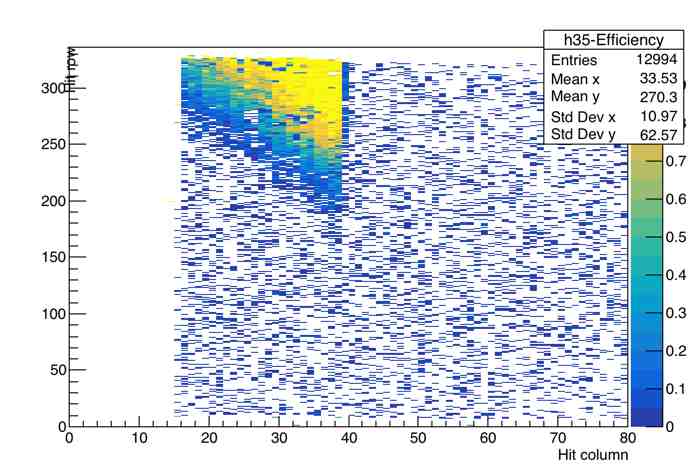 h35-Efficiency
Entries 12994
Mean x 33.53
Mean y 270.3
Std Dev x 10.97
Std Dev y 62.57
Hit row
300
250
200
150
100
50
0
0 10 20 30 40 50 60 70 80
Hit column
0.7
0.6
0.5
0.4
0.3
0.2
0.1
0